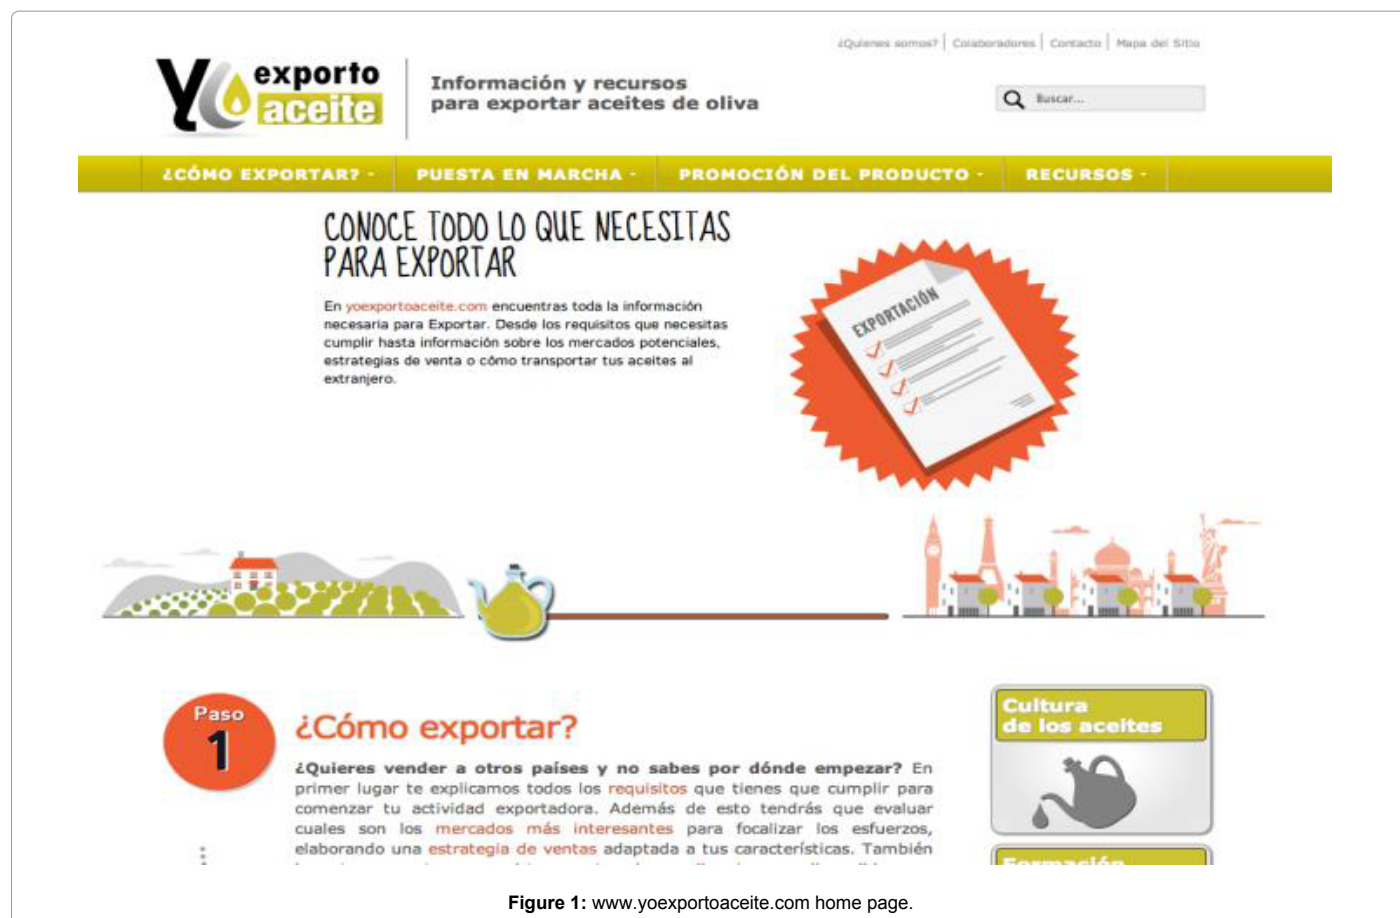 ¿Quienes somos? | Colaboradores | Contacto | Mapa del Sitio
Yo exporto
aceite
Información y recursos
para exportar aceites de oliva
Buscar...
¿CÓMO EXPORTAR? - PUESTA EN MARCHA - PROMOCIÓN DEL PRODUCTO - RECURSOS -
CONOCE TODO LO QUE NECESITAS
PARA EXPORTAR
En yoexportoaceite.com encuentras toda la información
necesaria para Exportar. Desde los requisitos que necesitas
cumplir hasta información sobre los mercados potenciales,
estrategias de venta o cómo transportar tus aceites al
extranjero.
EXPORTACIÓN
Paso
1
¿Cómo exportar?
¿Quieres vender a otros países y no sabes por dónde empezar? En
primer lugar te explicamos todos los requisitos que tienes que cumplir para
comenzar tu actividad exportadora. Además de esto tendrás que evaluar
cuales son los mercados más interesantes para focalizar los esfuerzos,
elaborando una estrategia de ventas adaptada a tus características. También
Cultura
de los aceites
Formación
Figure 1: www.yoexportoaceite.com home page.